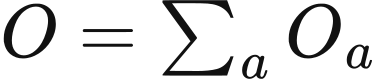 O = ∑ₐ Oₐ